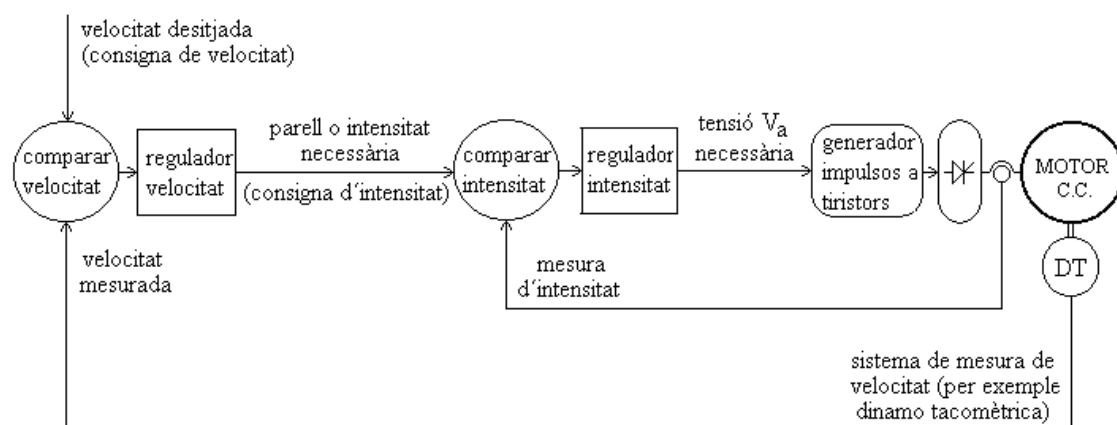 velocitat desitjada
(consigna de velocitat)
comparar
velocitat
regulador
velocitat
parell o intensitat
necessària
(consigna d´intensitat)
comparar
intensitat
regulador
intensitat
tensió Va
necessària
generador
impulsos a
tiristors
MOTOR
C.C.
DT
velocitat
mesurada
mesura
d´intensitat
sistema de mesura de
velocitat (per exemple
dinamo tacomètrica)